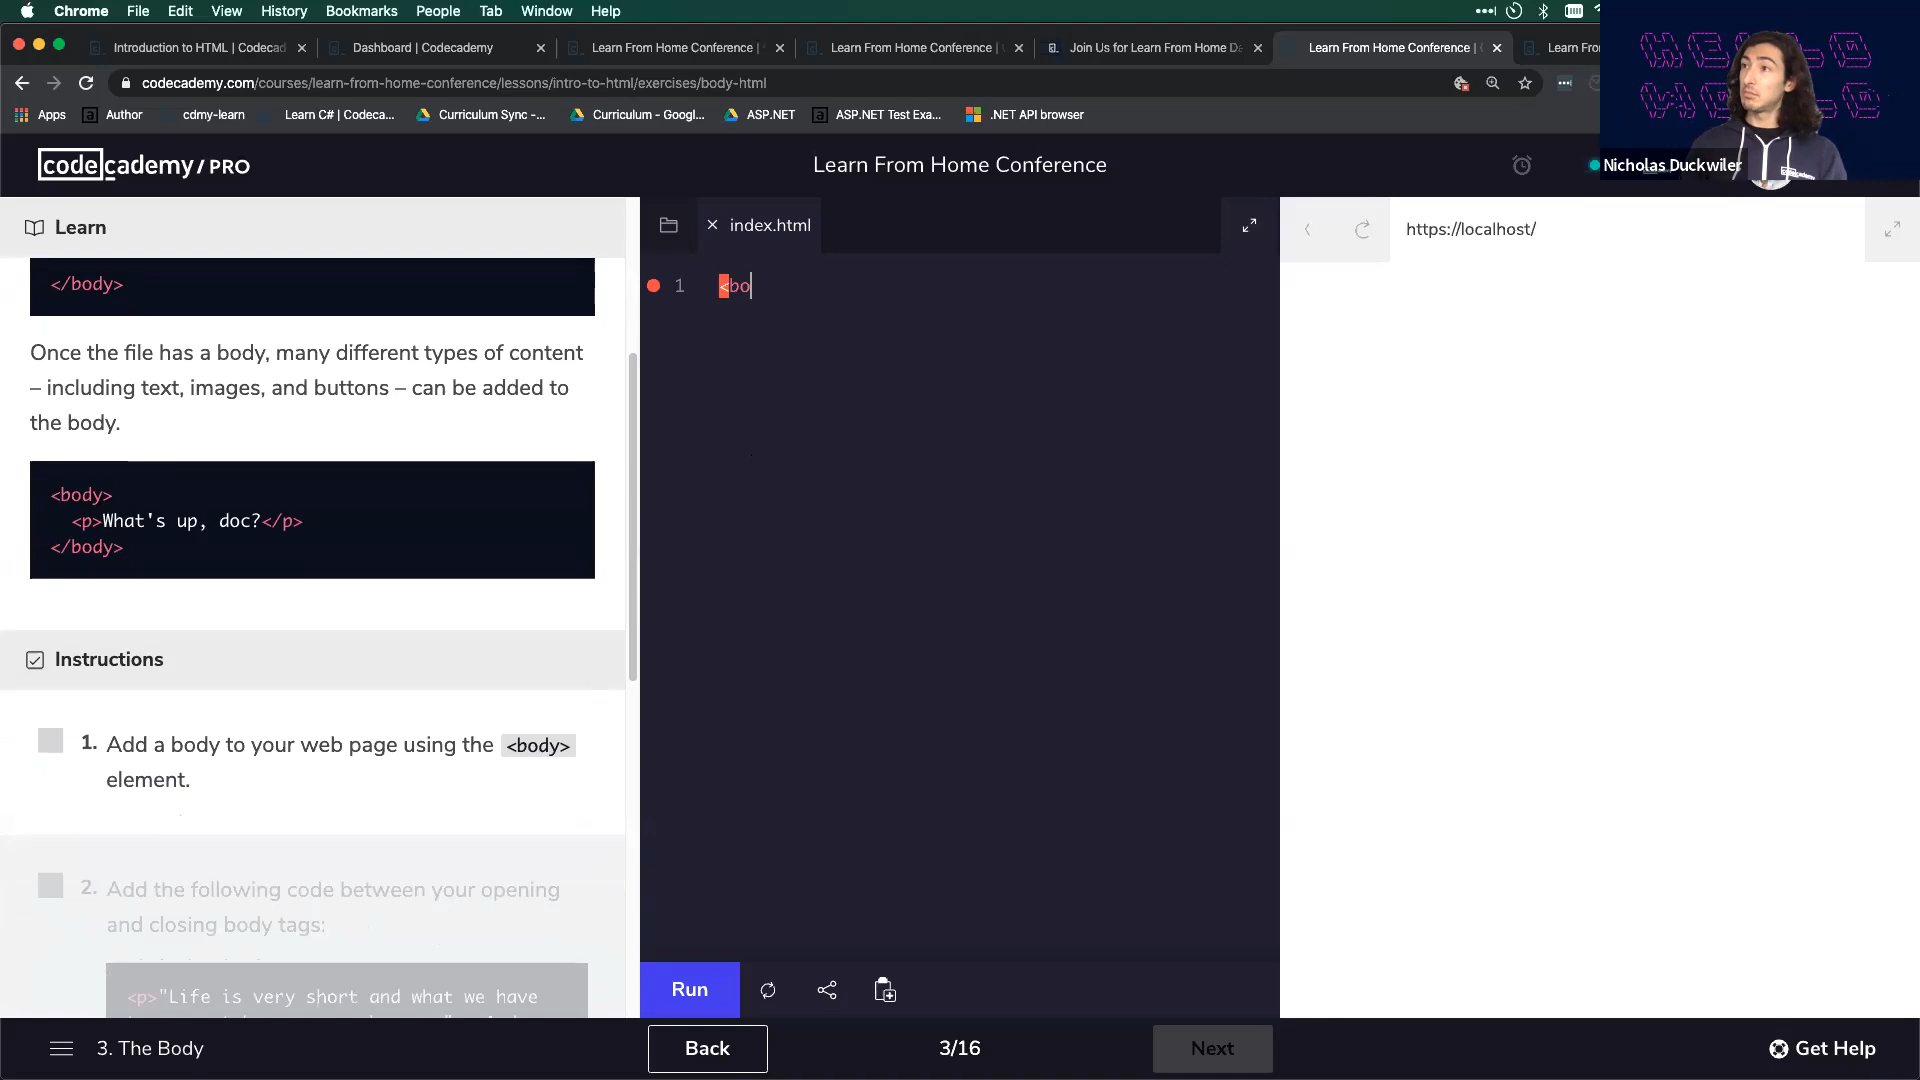 Chrome File Edit View History Bookmarks People Tab Window Help
Introduction to HTML | Codecad
Dashboard | Codecademy
Learn From Home Conference |
Learn From Home Conference |
Join Us for Learn From Home Da
Learn From Home Conference |
Learn Fro
codecademy.com/courses/learn-from-home-conference/lessons/intro-to-html/exercises/body-html
Apps
Author
cdmy-learn
Learn C# | Codeca...
Curriculum Sync -...
Curriculum - Googl...
ASP.NET
ASP.NET Test Exa...
.NET API browser
codecademy / PRO
Learn From Home Conference
Nicholas Duckwiler
Learn
</body>
Once the file has a body, many different types of content
– including text, images, and buttons – can be added to
the body.
<body>
<p>What's up, doc?</p>
</body>
Instructions
1. Add a body to your web page using the <body>
element.
2. Add the following code between your opening
and closing body tags:
<p>"Life is very short and what we have
index.html
1 <bo
Run
https://localhost/
3. The Body
Back
3/16
Next
Get Help